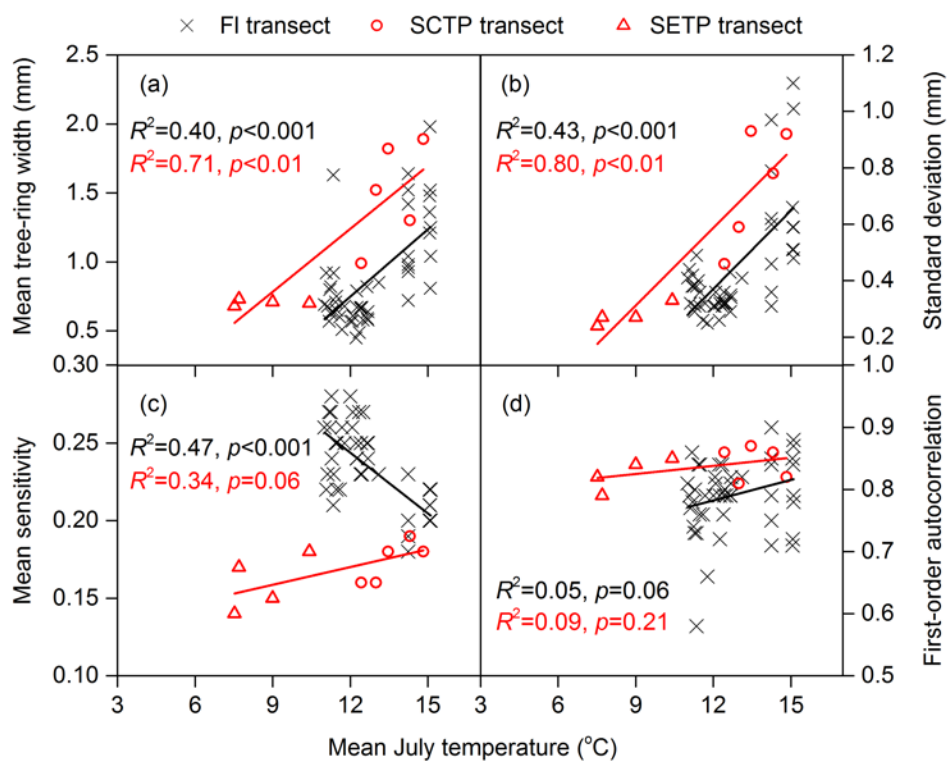 FI transect SCTP transect SETP transect
(a)
R²=0.40, p<0.001
R²=0.71, p<0.01
Mean tree-ring width (mm)
2.5
2.0
1.5
1.0
0.5
(b)
R²=0.43, p<0.001
R²=0.80, p<0.01
Standard deviation (mm)
1.2
1.0
0.8
0.6
0.4
0.2
(c)
R²=0.47, p<0.001
R²=0.34, p=0.06
Mean sensitivity
0.30
0.25
0.20
0.15
0.10
(d)
R²=0.05, p=0.06
R²=0.09, p=0.21
First-order autocorrelation
1.0
0.9
0.8
0.7
0.6
0.5
3 6 9 12 15 3 6 9 12 15
Mean July temperature (°C)